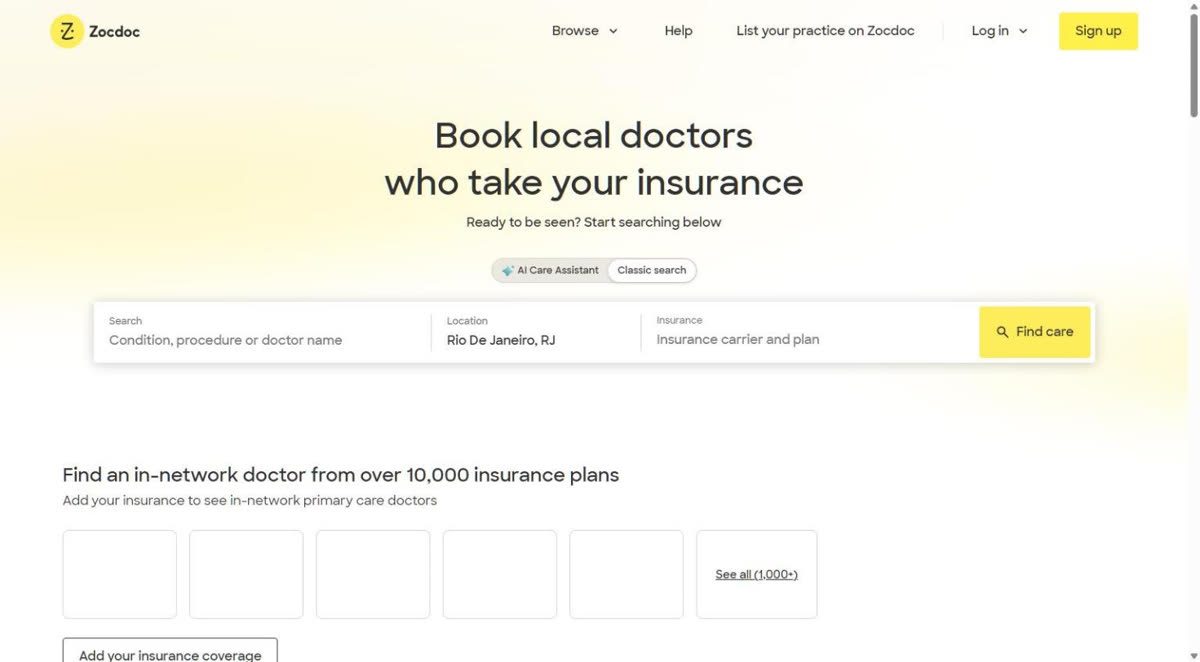 Zocdoc
Browse
Help
List your practice on Zocdoc
Log in
Sign up
Book local doctors
who take your insurance
Ready to be seen? Start searching below
AI Care Assistant
Classic search
Search
Condition, procedure or doctor name
Location
Rio De Janeiro, RJ
Insurance
Insurance carrier and plan
Find care
Find an in-network doctor from over 10,000 insurance plans
Add your insurance to see in-network primary care doctors
See all (1,000+)
Add your insurance coverage